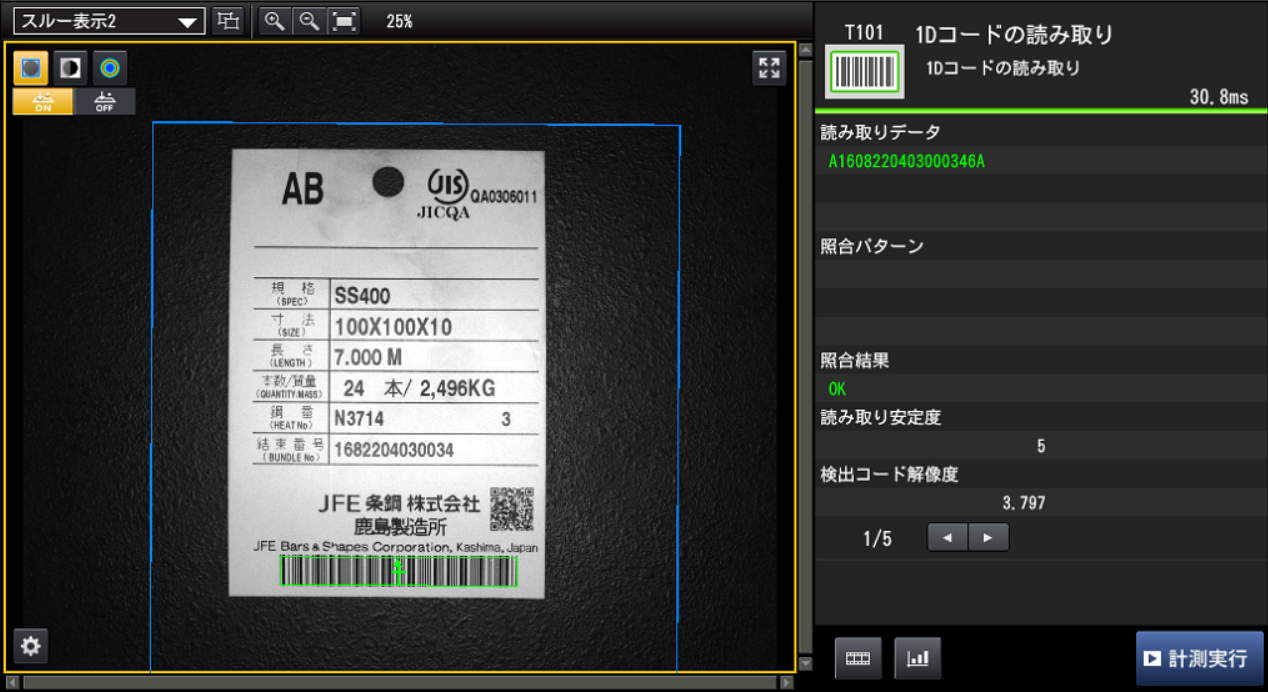 スルー表示2
25%
ON
OFF
AB
JIS
QA0306011
JICQA
規 格
(SPEC)
SS400
寸 法
(SIZE)
100X100X10
長 さ
(LENGTH)
7.000 M
本数/質量
(QUANTITY/MASS)
24 本/ 2,496KG
鋼 番
(HEAT No)
N3714 3
結束番号
(BUNDLE No)
1682204030034
JFE 条鋼 株式会社
鹿島製造所
JFE Bars & Shapes Corporation, Kashima, Japan
T101
1Dコードの読み取り
1Dコードの読み取り
30.8ms
読み取りデータ
A1608220403000346A
照合パターン
照合結果
OK
読み取り安定度
5
検出コード解像度
3.797
1/5
計測実行